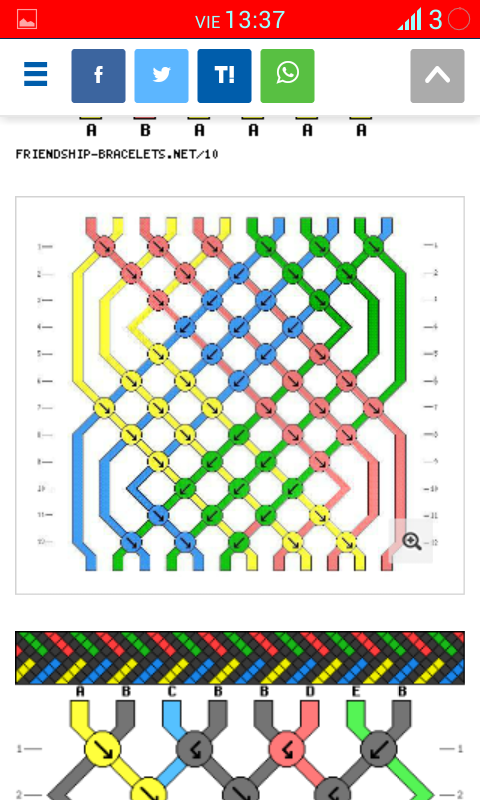 VIE 13:37 3
f T!
A B A A A A
FRIENDSHIP-BRACELETS.NET/10
1 1
2 2
3 3
4 4
5 5
6 6
7 7
8 8
9 9
10 10
11 11
12 12
A B C B B D E B
1 1
2 2